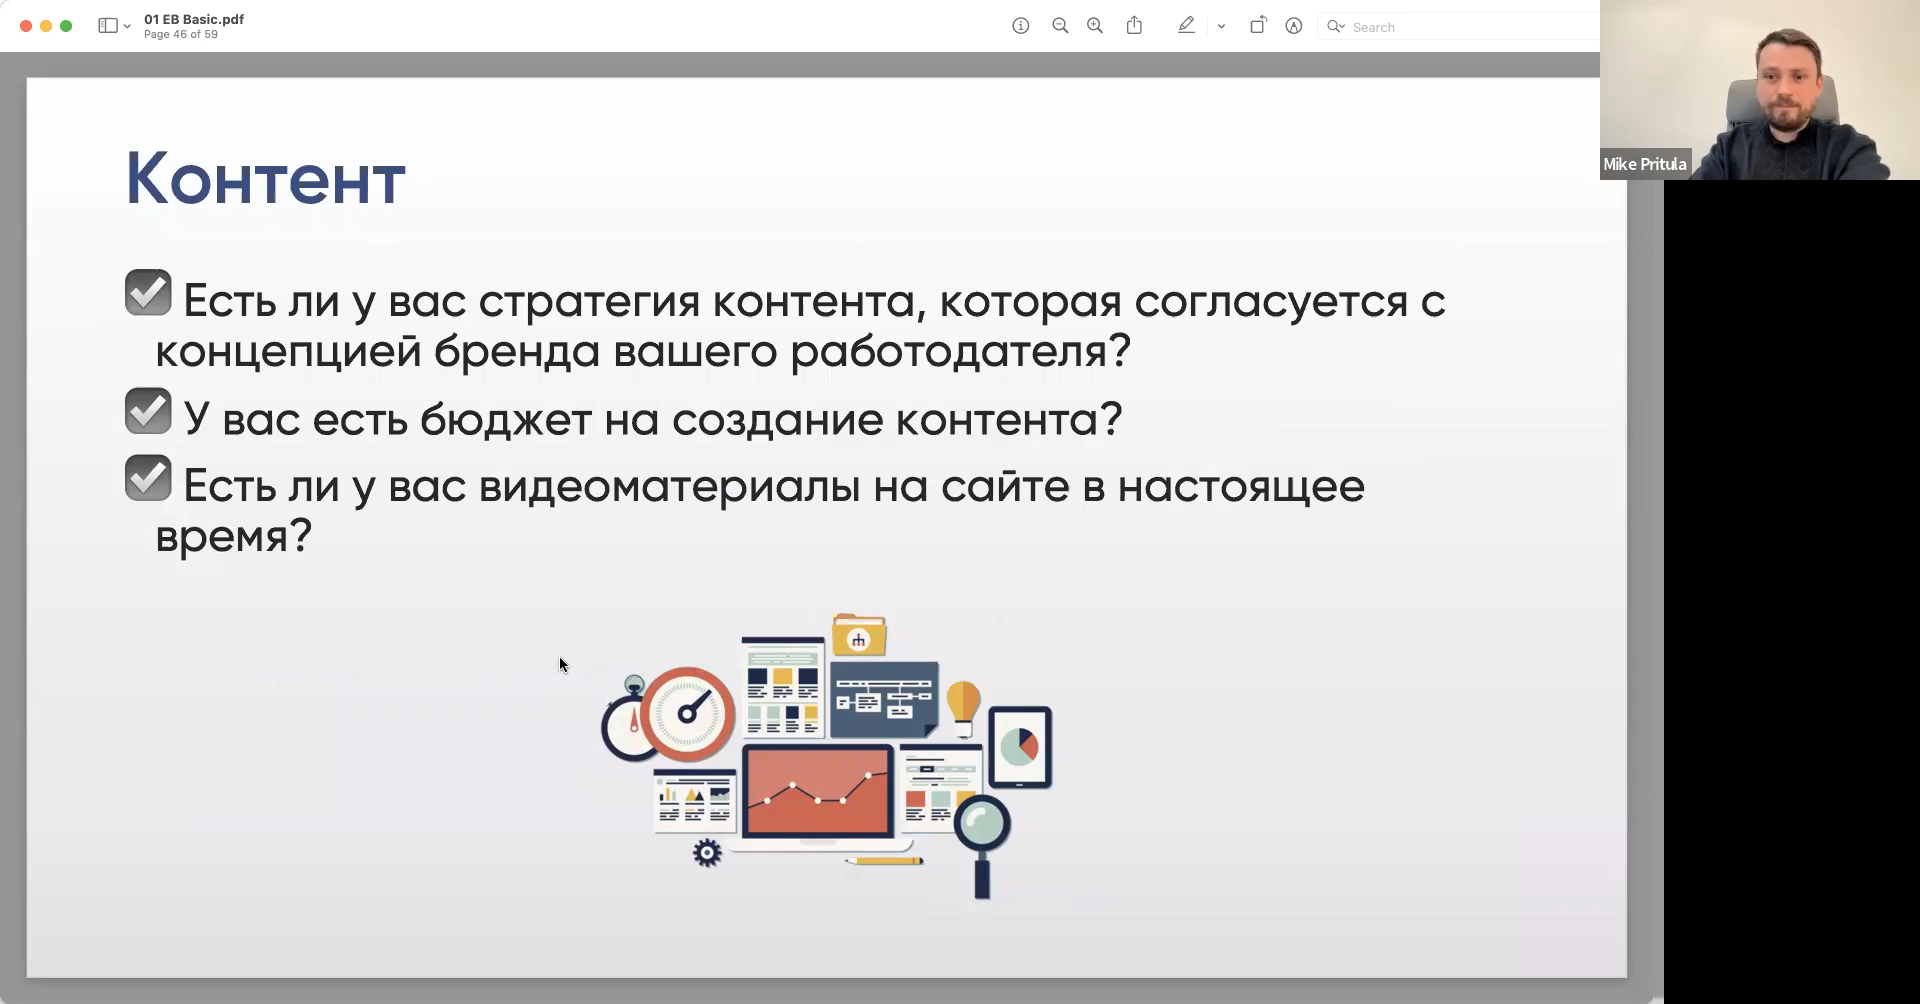 01 EB Basic.pdf
Page 46 of 59
Search
Mike Pritula
Контент
Есть ли у вас стратегия контента, которая согласуется с
концепцией бренда вашего работодателя?
У вас есть бюджет на создание контента?
Есть ли у вас видеоматериалы на сайте в настоящее
время?